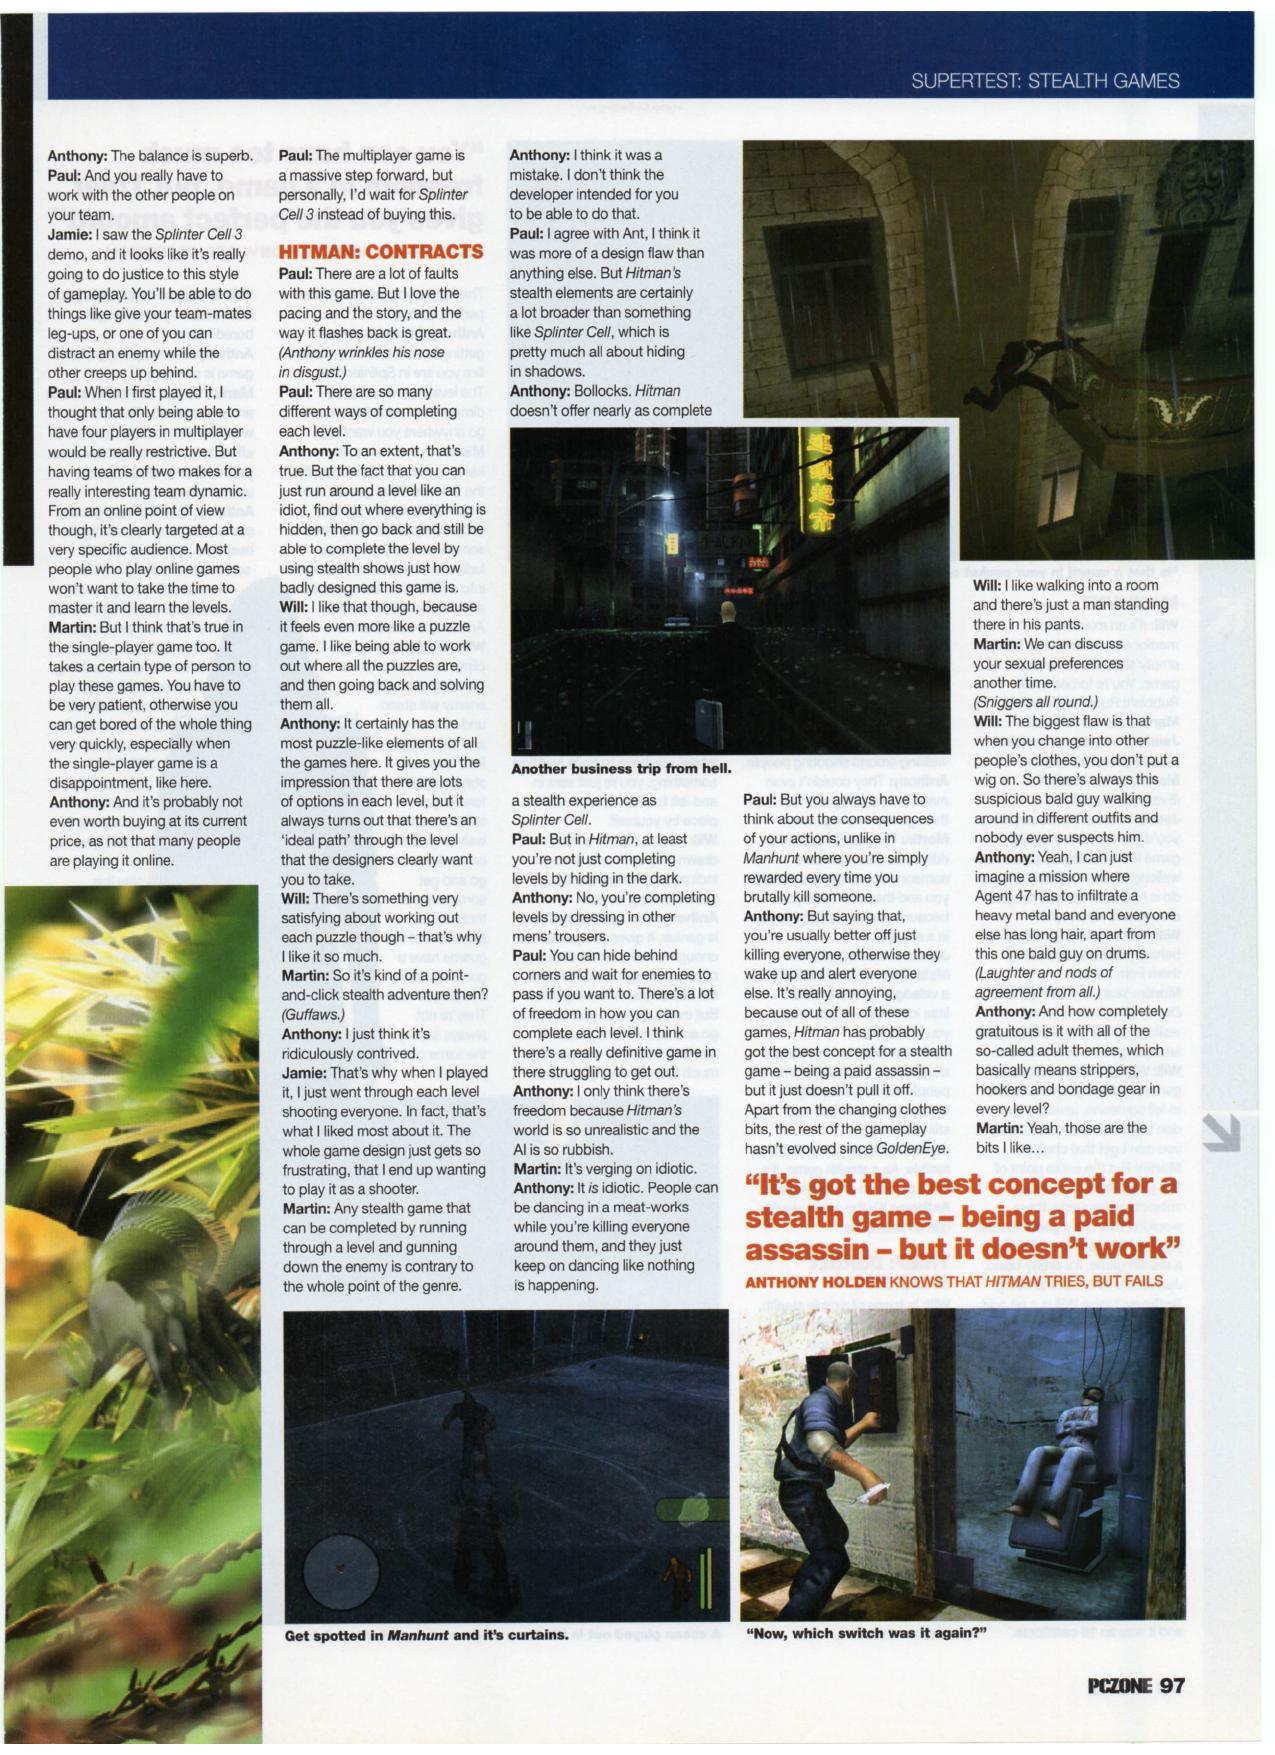 SUPERTEST: STEALTH GAMES
Anthony: The balance is superb.
Paul: And you really have to
work with the other people on
your team.
Jamie: I saw the Splinter Cell 3
demo, and it looks like it's really
going to do justice to this style
of gameplay. You'll be able to do
things like give your team-mates
leg-ups, or one of you can
distract an enemy while the
other creeps up behind.
Paul: When I first played it, I
thought that only being able to
have four players in multiplayer
would be really restrictive. But
having teams of two makes for a
really interesting team dynamic.
From an online point of view
though, it's clearly targeted at a
very specific audience. Most
people who play online games
won't want to take the time to
master it and learn the levels.
Martin: But I think that's true in
the single-player game too. It
takes a certain type of person to
play these games. You have to
be very patient, otherwise you
can get bored of the whole thing
very quickly, especially when
the single-player game is a
disappointment, like here.
Anthony: And it's probably not
even worth buying at its current
price, as not that many people
are playing it online.
Paul: The multiplayer game is
a massive step forward, but
personally, I'd wait for Splinter
Cell 3 instead of buying this.
HITMAN: CONTRACTS
Paul: There are a lot of faults
with this game. But I love the
pacing and the story, and the
way it flashes back is great.
(Anthony wrinkles his nose
in disgust.)
Paul: There are so many
different ways of completing
each level.
Anthony: To an extent, that's
true. But the fact that you can
just run around a level like an
idiot, find out where everything is
hidden, then go back and still be
able to complete the level by
using stealth shows just how
badly designed this game is.
Will: I like that though, because
it feels even more like a puzzle
game. I like being able to work
out where all the puzzles are,
and then going back and solving
them all.
Anthony: It certainly has the
most puzzle-like elements of all
the games here. It gives you the
impression that there are lots
of options in each level, but it
always turns out that there's an
'ideal path' through the level
that the designers clearly want
you to take.
Will: There's something very
satisfying about working out
each puzzle though – that's why
I like it so much.
Martin: So it's kind of a point-
and-click stealth adventure then?
(Guffaws.)
Anthony: I just think it's
ridiculously contrived.
Jamie: That's why when I played
it, I just went through each level
shooting everyone. In fact, that's
what I liked most about it. The
whole game design just gets so
frustrating, that I end up wanting
to play it as a shooter.
Martin: Any stealth game that
can be completed by running
through a level and gunning
down the enemy is contrary to
the whole point of the genre.
Anthony: I think it was a
mistake. I don't think the
developer intended for you
to be able to do that.
Paul: I agree with Ant, I think it
was more of a design flaw than
anything else. But Hitman's
stealth elements are certainly
a lot broader than something
like Splinter Cell, which is
pretty much all about hiding
in shadows.
Anthony: Bollocks. Hitman
doesn't offer nearly as complete
Another business trip from hell.
a stealth experience as
Splinter Cell.
Paul: But in Hitman, at least
you're not just completing
levels by hiding in the dark.
Anthony: No, you're completing
levels by dressing in other
mens' trousers.
Paul: You can hide behind
corners and wait for enemies to
pass if you want to. There's a lot
of freedom in how you can
complete each level. I think
there's a really definitive game in
there struggling to get out.
Anthony: I only think there's
freedom because Hitman's
world is so unrealistic and the
AI is so rubbish.
Martin: It's verging on idiotic.
Anthony: It is idiotic. People can
be dancing in a meat-works
while you're killing everyone
around them, and they just
keep on dancing like nothing
is happening.
Paul: But you always have to
think about the consequences
of your actions, unlike in
Manhunt where you're simply
rewarded every time you
brutally kill someone.
Anthony: But saying that,
you're usually better off just
killing everyone, otherwise they
wake up and alert everyone
else. It's really annoying,
because out of all of these
games, Hitman has probably
got the best concept for a stealth
game – being a paid assassin –
but it just doesn't pull it off.
Apart from the changing clothes
bits, the rest of the gameplay
hasn't evolved since GoldenEye.
Will: I like walking into a room
and there's just a man standing
there in his pants.
Martin: We can discuss
your sexual preferences
another time.
(Sniggers all round.)
Will: The biggest flaw is that
when you change into other
people's clothes, you don't put a
wig on. So there's always this
suspicious bald guy walking
around in different outfits and
nobody ever suspects him.
Anthony: Yeah, I can just
imagine a mission where
Agent 47 has to infiltrate a
heavy metal band and everyone
else has long hair, apart from
this one bald guy on drums.
(Laughter and nods of
agreement from all.)
Anthony: And how completely
gratuitous is it with all of the
so-called adult themes, which
basically means strippers,
hookers and bondage gear in
every level?
Martin: Yeah, those are the
bits I like…
"It's got the best concept for a
stealth game – being a paid
assassin – but it doesn't work"
ANTHONY HOLDEN KNOWS THAT HITMAN TRIES, BUT FAILS
Get spotted in Manhunt and it's curtains.
"Now, which switch was it again?"
PCZONE 97